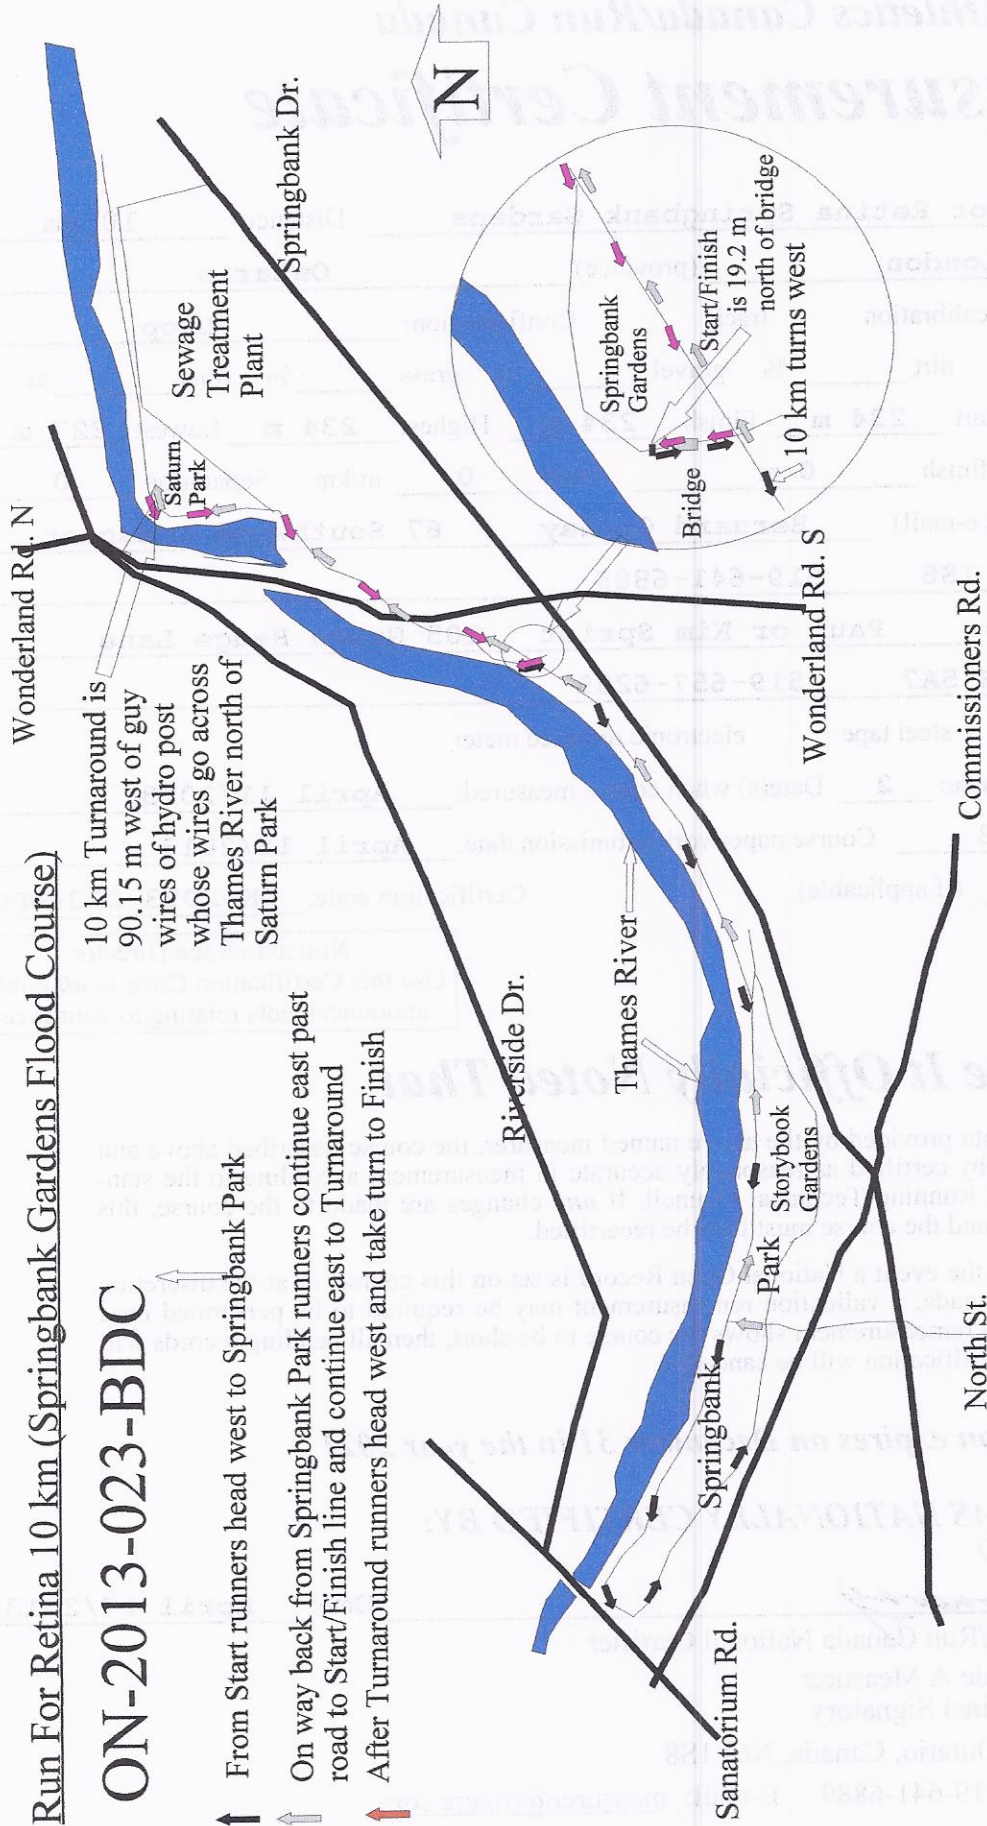 Run For Retina 10 km (Springbank Gardens Flood Course)
ON-2013-023-BDC
From Start runners head west to Springbank Park
On way back from Springbank Park runners continue east past
road to Start/Finish line and continue east to Turnaround
After Turnaround runners head west and take turn to Finish
Wonderland Rd. N
10 km Turnaround is
90.15 m west of guy
wires of hydro post
whose wires go across
Thames River north of
Saturn Park
Saturn
Park
Sewage
Treatment
Plant
Springbank Dr.
N
Riverside Dr.
Thames River
Springbank
Gardens
Start/Finish
is 19.2 m
north of bridge
Bridge
10 km turns west
Wonderland Rd. S
Commissioners Rd.
Storybook
Gardens
Springbank Park
Sanatorium Rd.
North St.